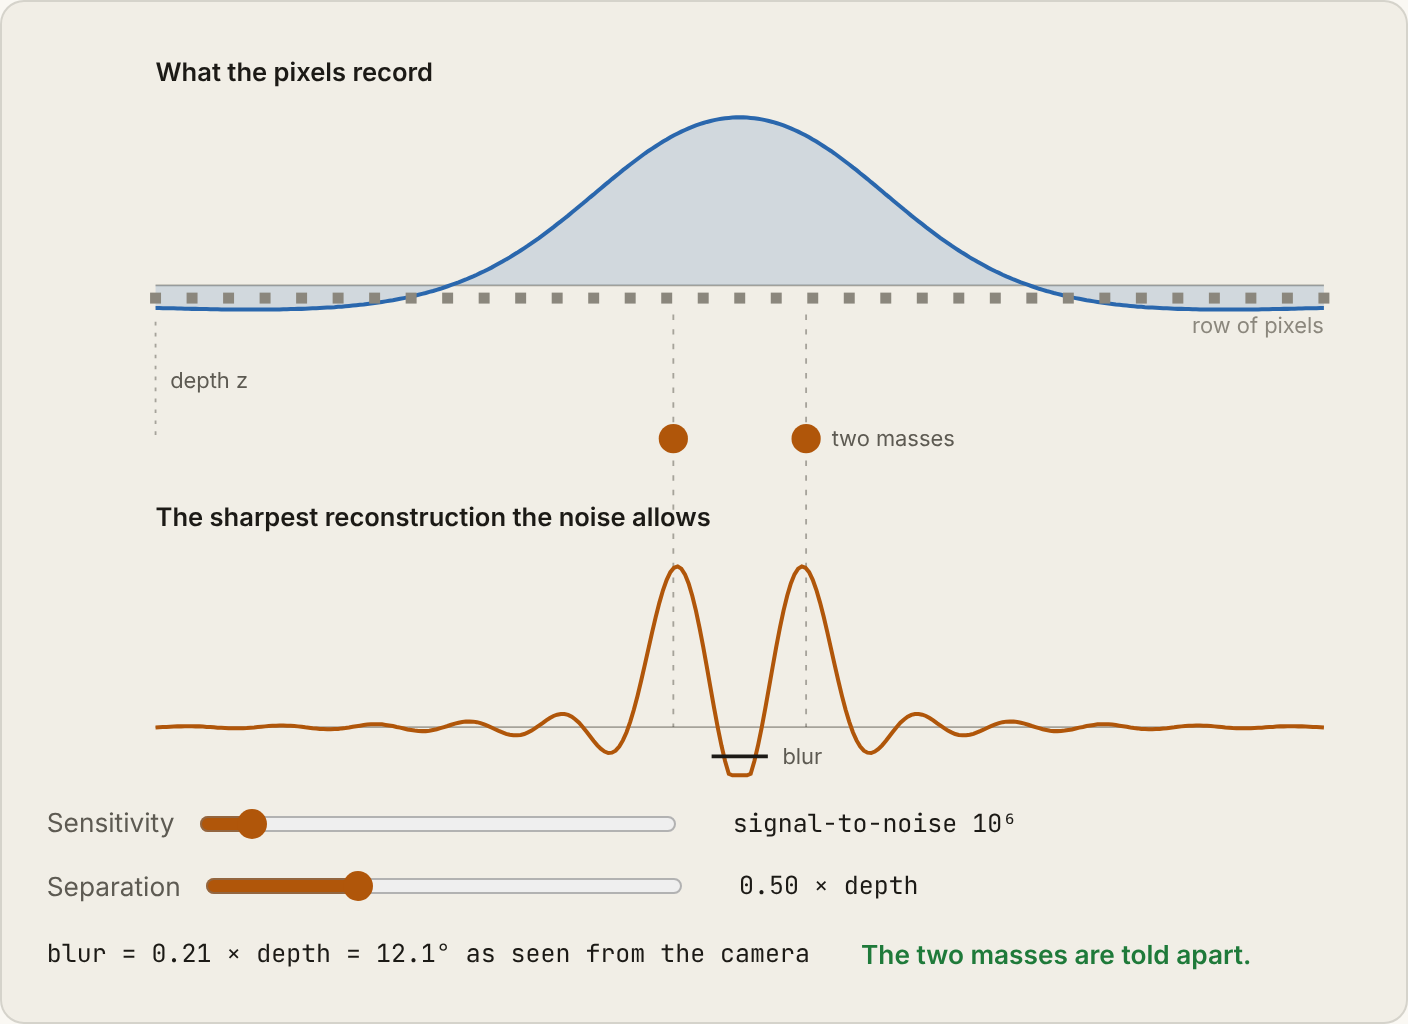 What the pixels record
row of pixels
depth z
two masses
The sharpest reconstruction the noise allows
blur
Sensitivity
signal-to-noise 10⁶
Separation
0.50 × depth
blur = 0.21 × depth = 12.1° as seen from the camera
The two masses are told apart.